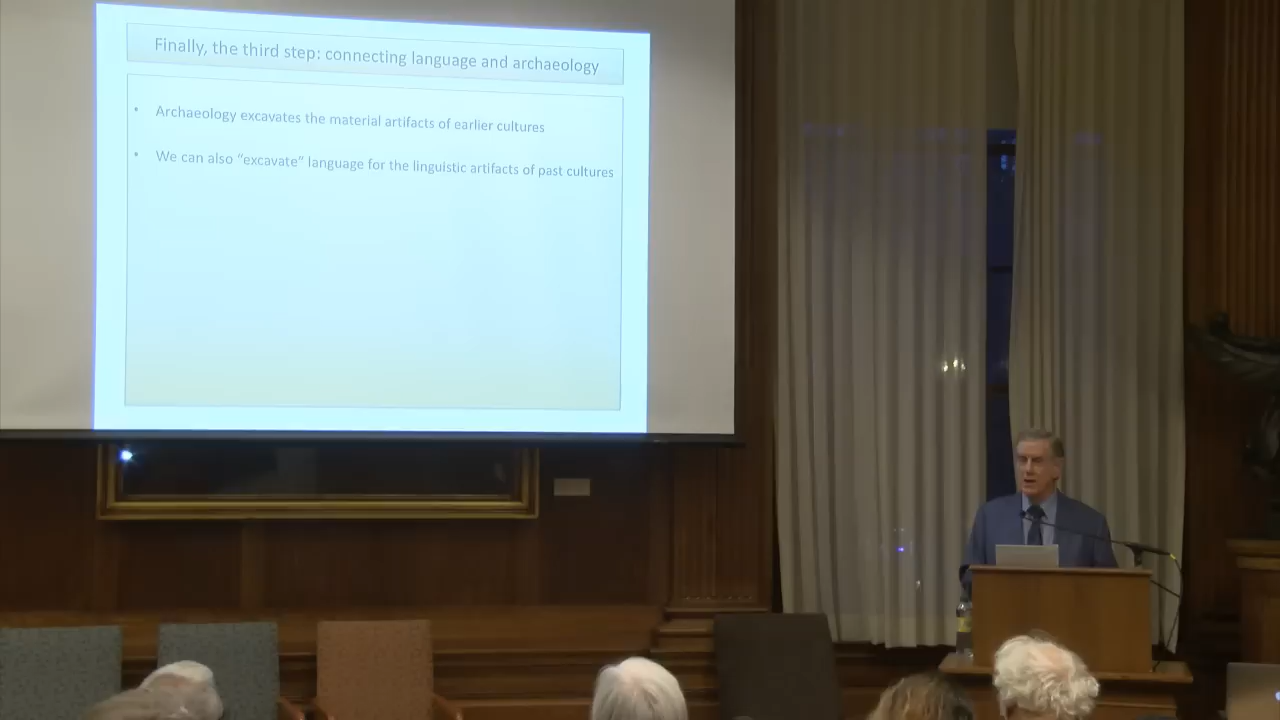 Finally, the third step: connecting language and archaeology
• Archaeology excavates the material artifacts of earlier cultures
• We can also “excavate” language for the linguistic artifacts of past cultures